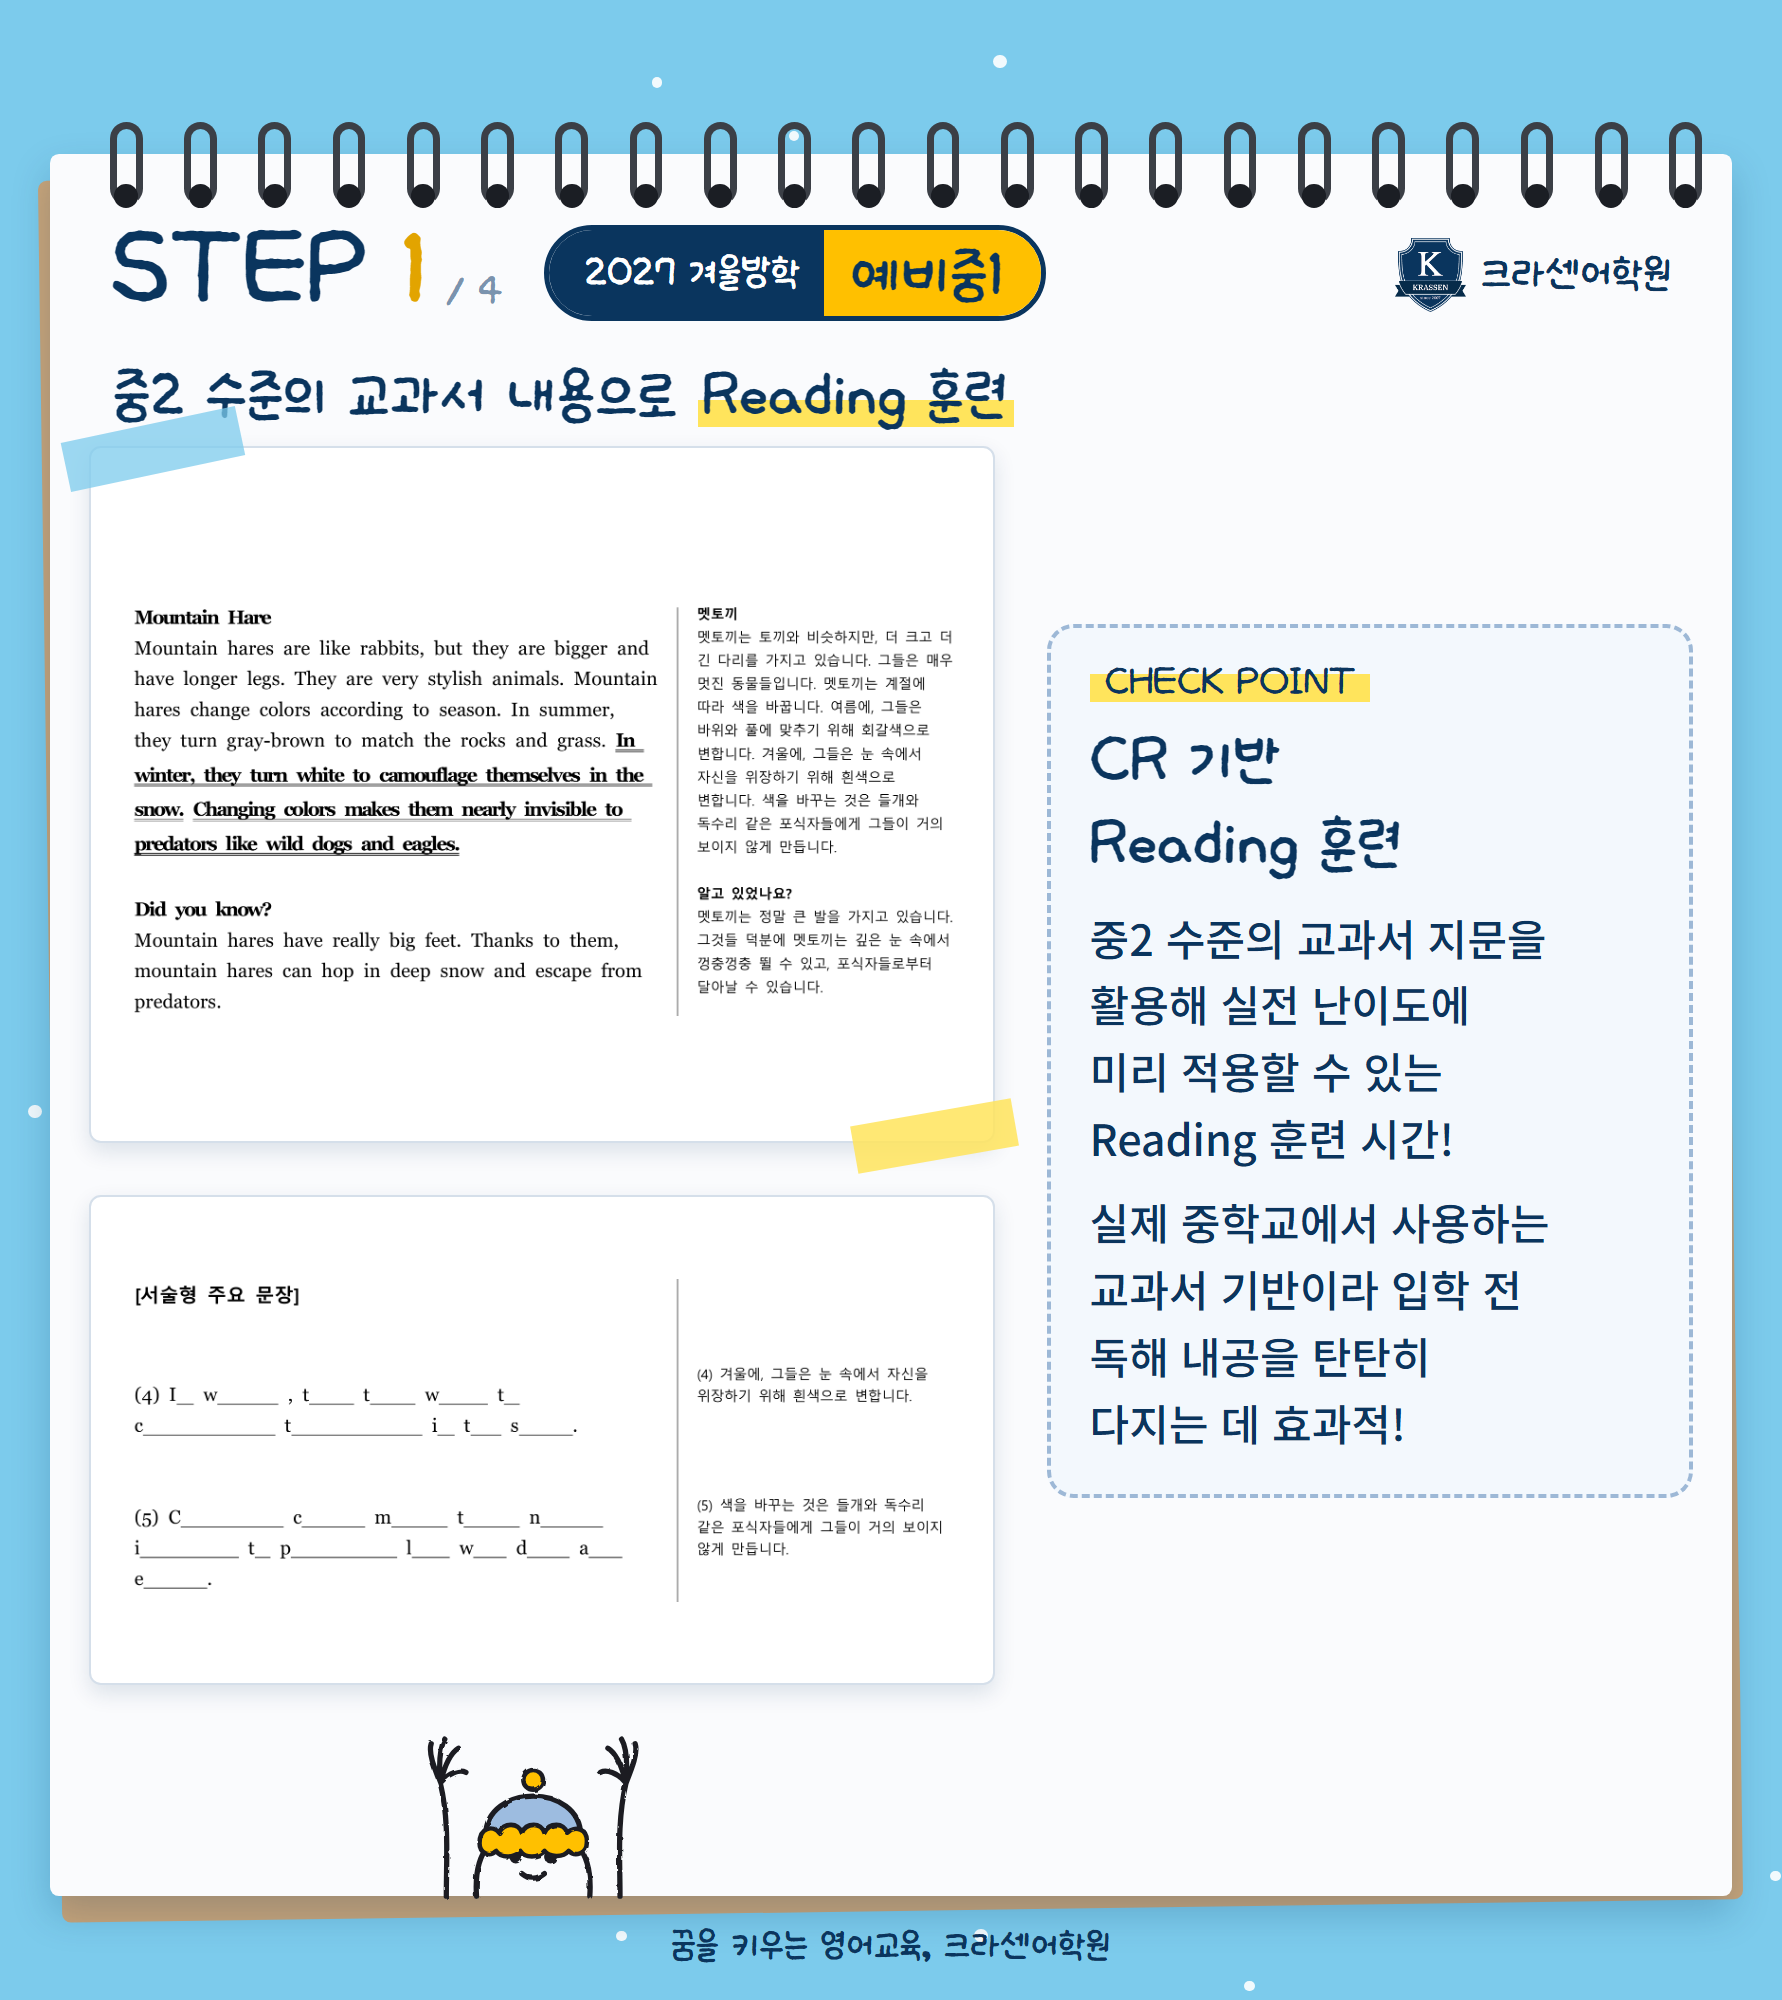 STEP 1 / 4
2027 겨울방학 예비중1
K
KRASSEN
SINCE 2007
크라센어학원
중2 수준의 교과서 내용으로 Reading 훈련
Mountain Hare
Mountain hares are like rabbits, but they are bigger and
have longer legs. They are very stylish animals. Mountain
hares change colors according to season. In summer,
they turn gray-brown to match the rocks and grass. In
winter, they turn white to camouflage themselves in the
snow. Changing colors makes them nearly invisible to
predators like wild dogs and eagles.
Did you know?
Mountain hares have really big feet. Thanks to them,
mountain hares can hop in deep snow and escape from
predators.
멧토끼
멧토끼는 토끼와 비슷하지만, 더 크고 더
긴 다리를 가지고 있습니다. 그들은 매우
멋진 동물들입니다. 멧토끼는 계절에
따라 색을 바꿉니다. 여름에, 그들은
바위와 풀에 맞추기 위해 회갈색으로
변합니다. 겨울에, 그들은 눈 속에서
자신을 위장하기 위해 흰색으로
변합니다. 색을 바꾸는 것은 들개와
독수리 같은 포식자들에게 그들이 거의
보이지 않게 만듭니다.
알고 있었나요?
멧토끼는 정말 큰 발을 가지고 있습니다.
그것들 덕분에 멧토끼는 깊은 눈 속에서
껑충껑충 뛸 수 있고, 포식자들로부터
달아날 수 있습니다.
[서술형 주요 문장]
(4) I__ w______ , t____ t____ w_____ t_
c_____________ t_____________ i__ t___ s_____.
(5) C__________ c______ m_____ t_____ n______
i__________ t_ p__________ l____ w___ d____ a___
e______.
(4) 겨울에, 그들은 눈 속에서 자신을
위장하기 위해 흰색으로 변합니다.
(5) 색을 바꾸는 것은 들개와 독수리
같은 포식자들에게 그들이 거의 보이지
않게 만듭니다.
CHECK POINT
CR 기반
Reading 훈련
중2 수준의 교과서 지문을
활용해 실전 난이도에
미리 적용할 수 있는
Reading 훈련 시간!
실제 중학교에서 사용하는
교과서 기반이라 입학 전
독해 내공을 탄탄히
다지는 데 효과적!
꿈을 키우는 영어교육, 크라센어학원